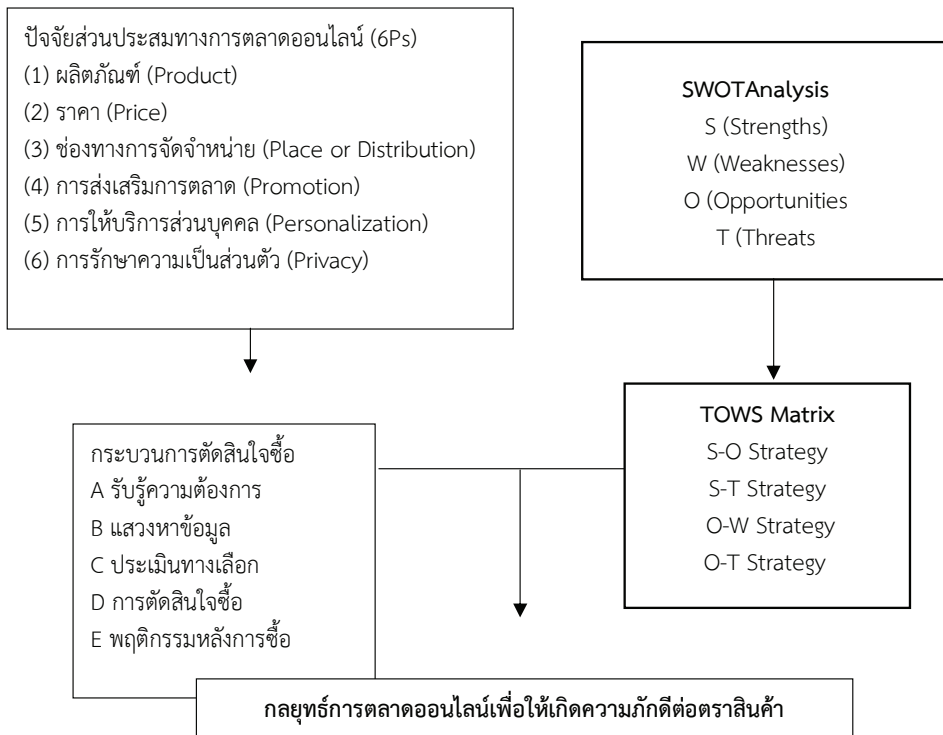 ปัจจัยส่วนประสมทางการตลาดออนไลน์ (6Ps)
(1) ผลิตภัณฑ์ (Product)
(2) ราคา (Price)
(3) ช่องทางการจัดจำหน่าย (Place or Distribution)
(4) การส่งเสริมการตลาด (Promotion)
(5) การให้บริการส่วนบุคคล (Personalization)
(6) การรักษาความเป็นส่วนตัว (Privacy)
SWOTAnalysis
S (Strengths)
W (Weaknesses)
O (Opportunities
T (Threats
กระบวนการตัดสินใจซื้อ
A รับรู้ความต้องการ
B แสวงหาข้อมูล
C ประเมินทางเลือก
D การตัดสินใจซื้อ
E พฤติกรรมหลังการซื้อ
TOWS Matrix
S-O Strategy
S-T Strategy
O-W Strategy
O-T Strategy
กลยุทธ์การตลาดออนไลน์เพื่อให้เกิดความภักดีต่อตราสินค้า